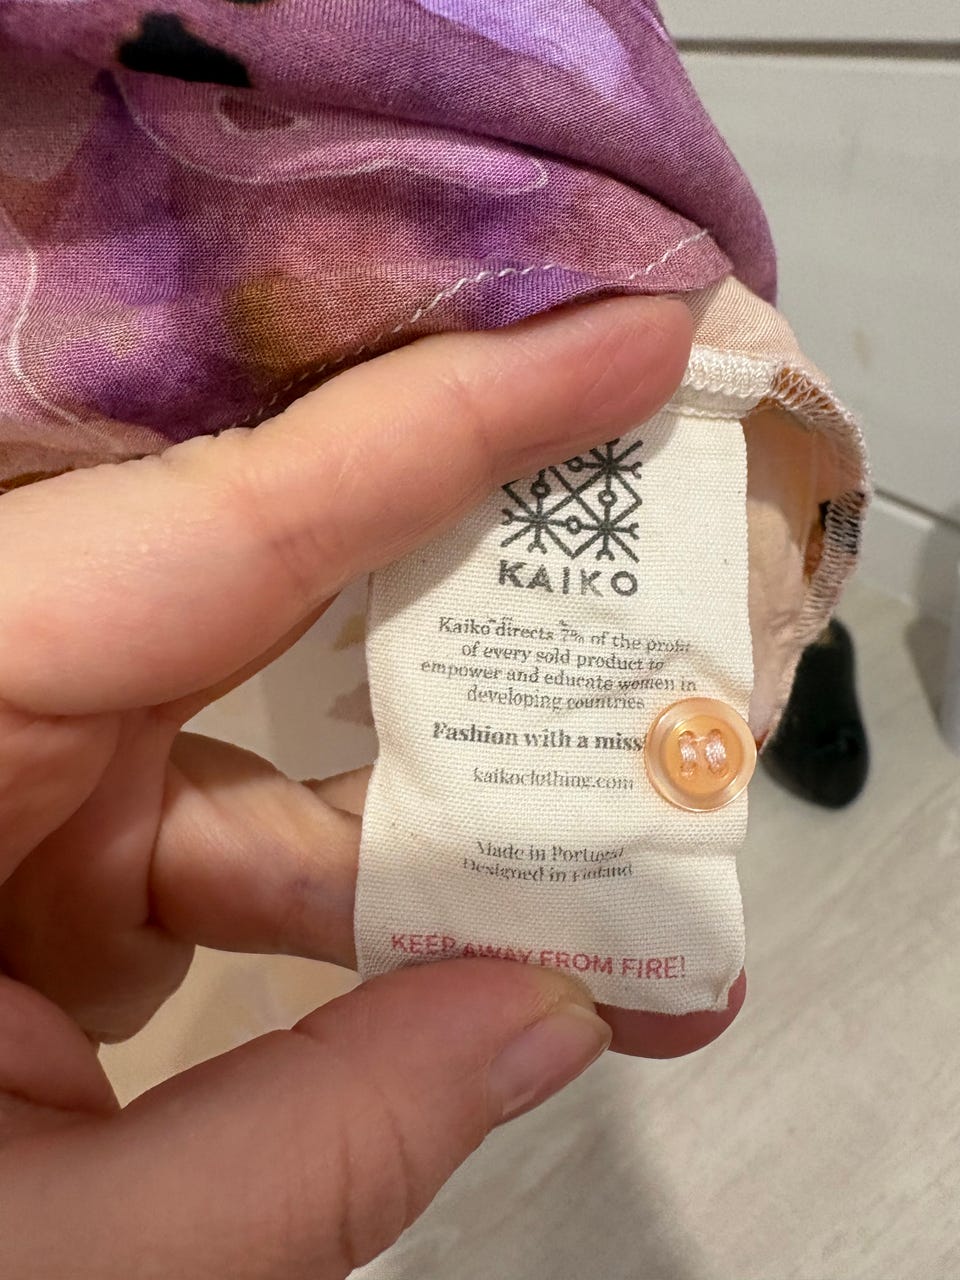 KAIKO
Kaiko directs 7% of the profit
of every sold product to
empower and educate women in
developing countries
Fashion with a miss
kaikoclothing.com
Made in Portugal
Designed in Finland
KEEP AWAY FROM FIRE!